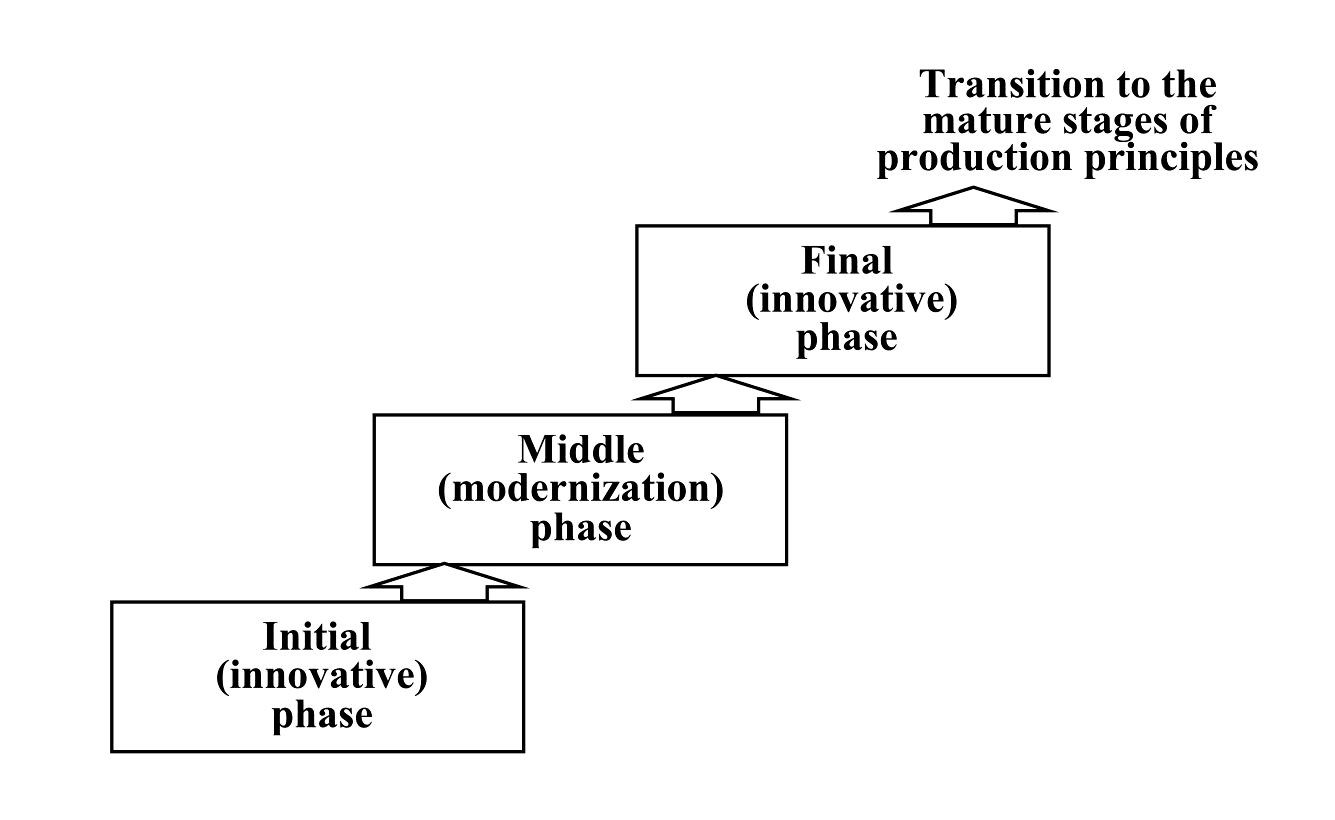 Transition to the
mature stages of
production principles
Final
(innovative)
phase
Middle
(modernization)
phase
Initial
(innovative)
phase